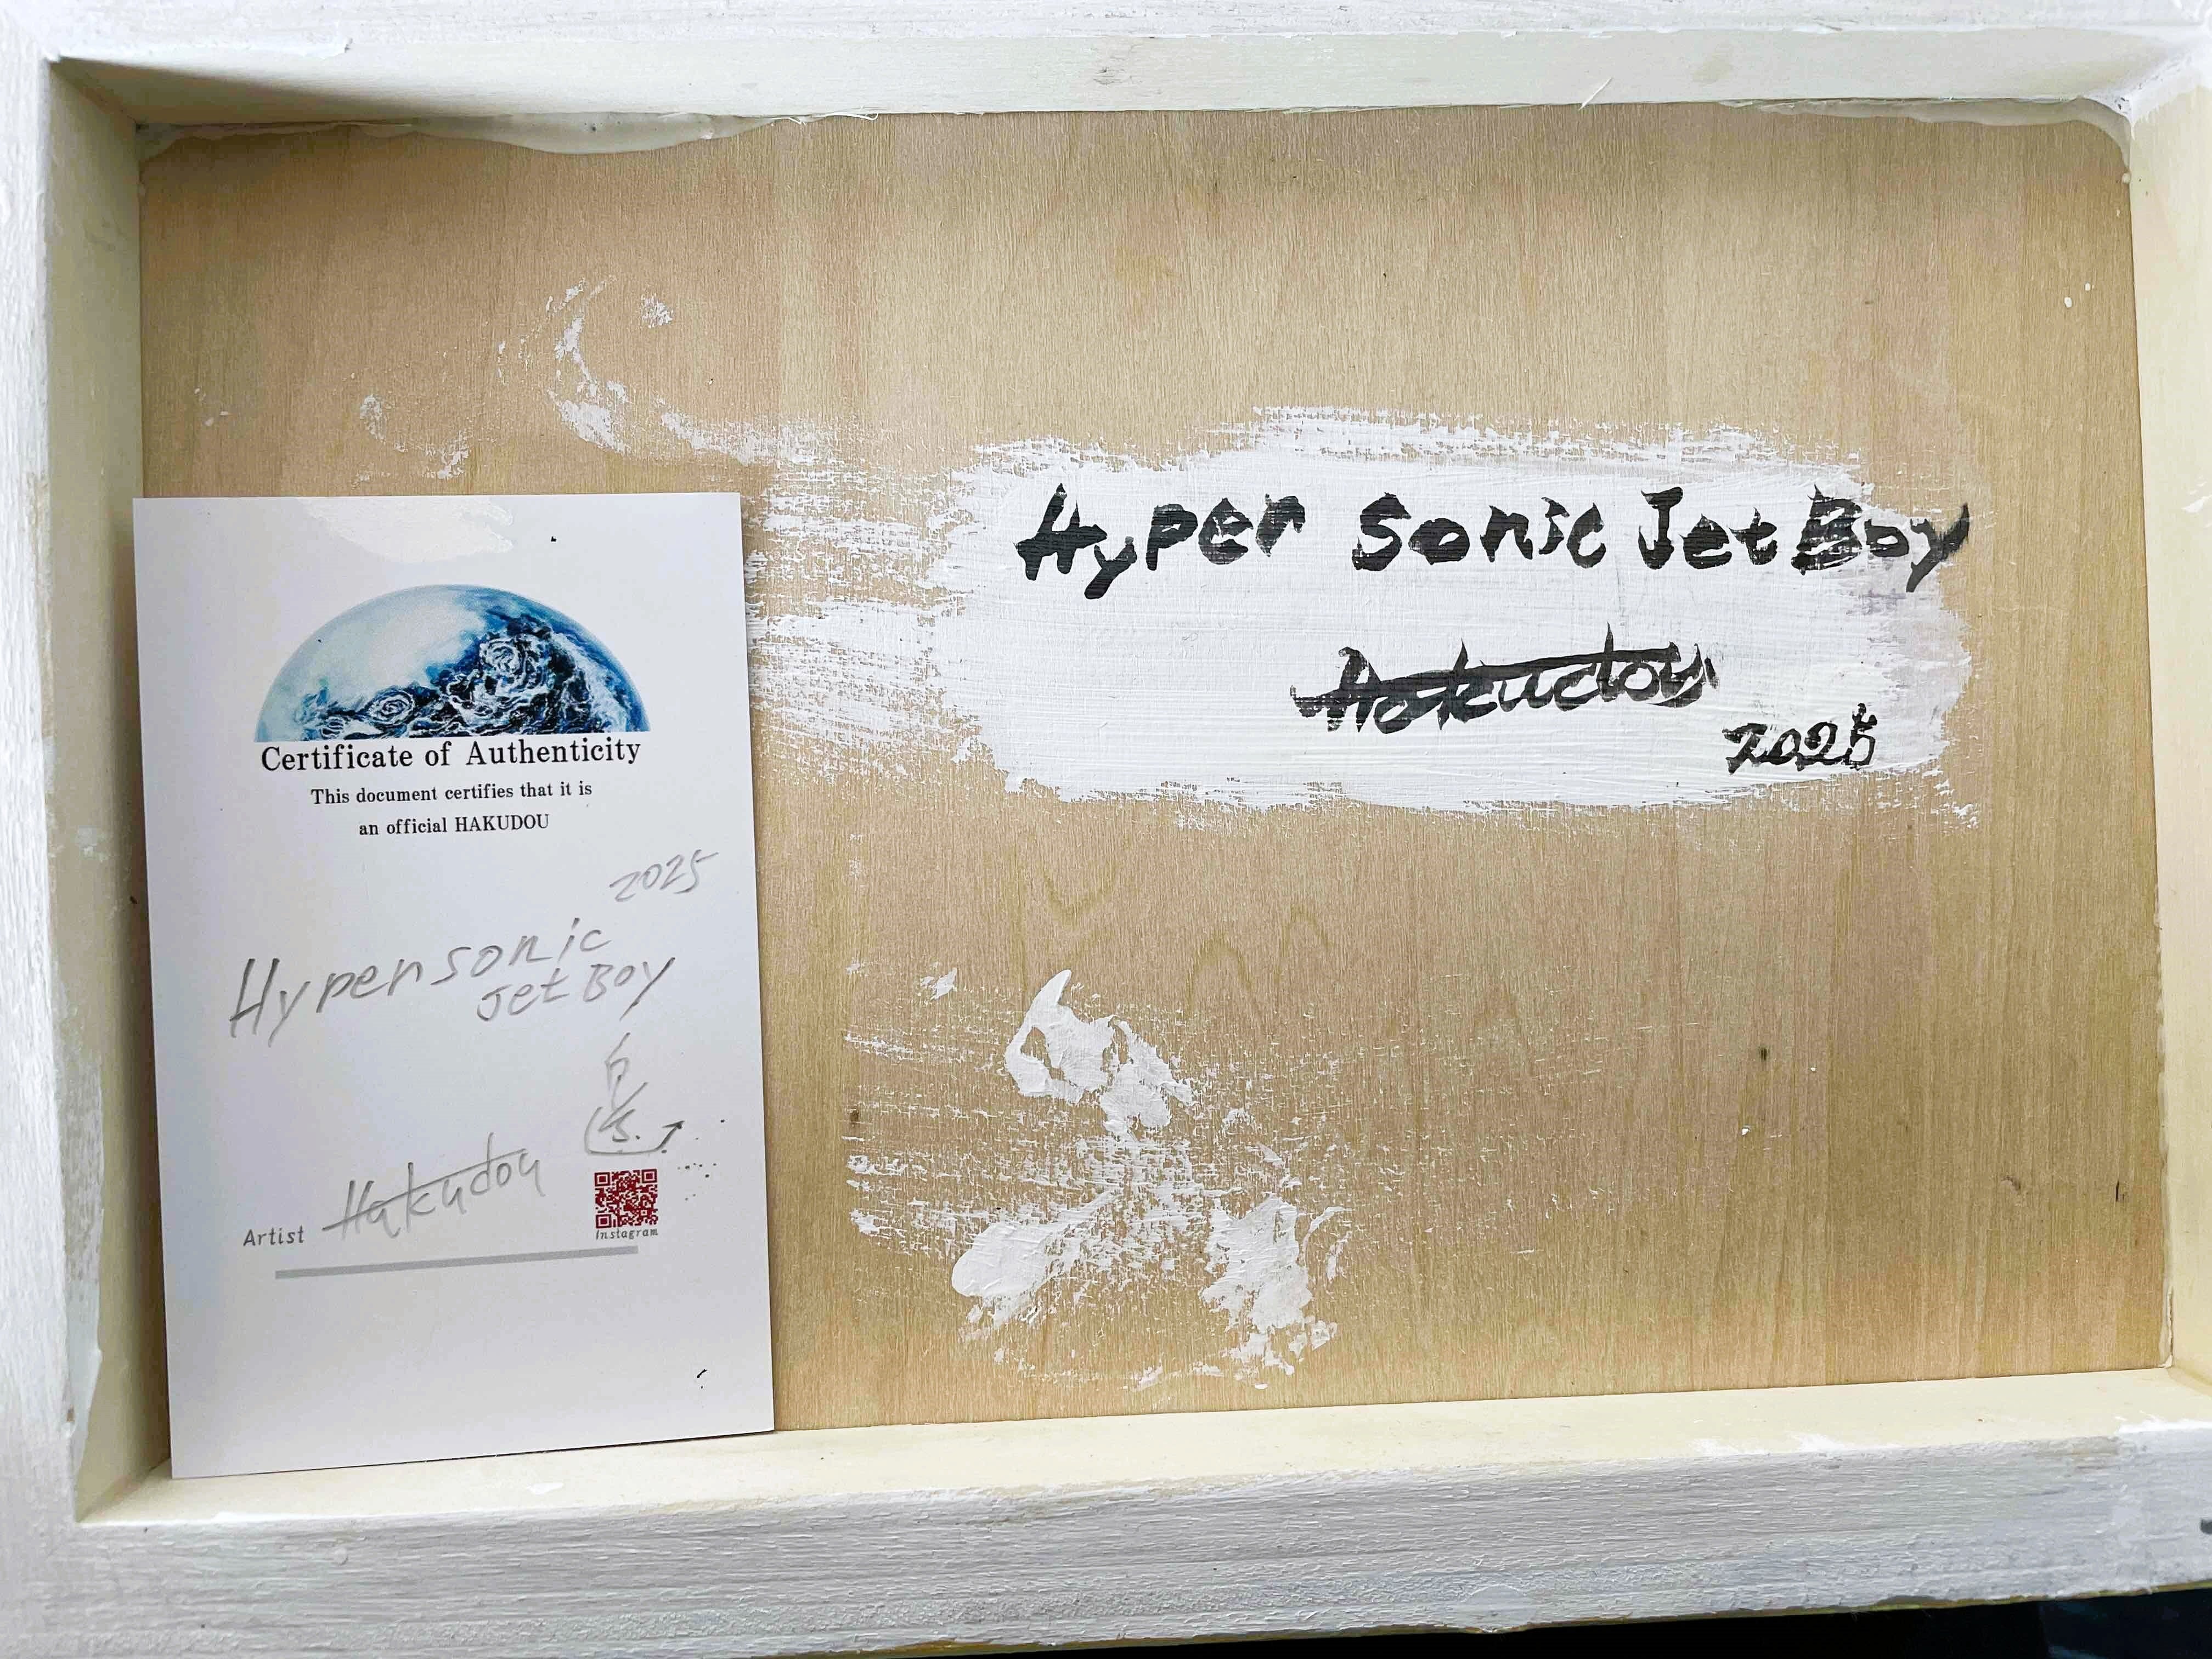 Certificate of Authenticity
This document certifies that it is
an official HAKUDOU
2025
Hypersonic
Jet Boy
Artist Hakudou
Instagram
Hyper Sonic Jet Boy
Hakudou
2025